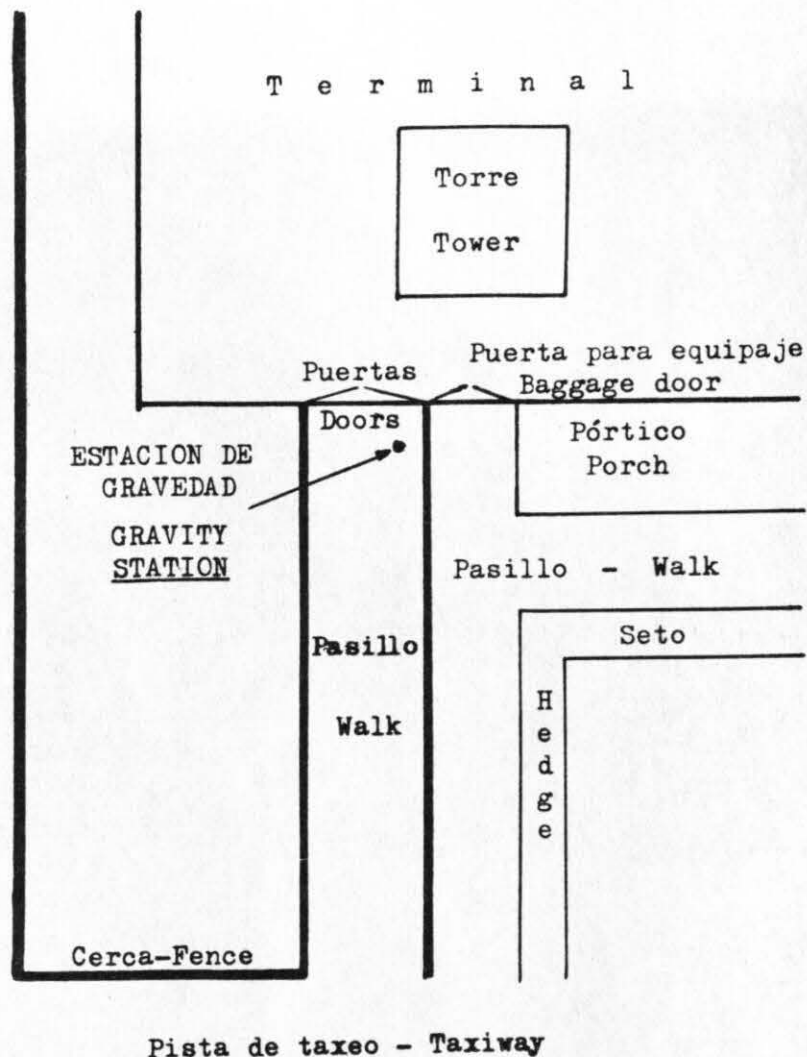 T e r m i n a l
Torre
Tower
Puertas
Puerta para equipaje
Baggage door
Doors
Pórtico
Porch
ESTACION DE
GRAVEDAD
GRAVITY
STATION
Pasillo - Walk
Seto
Pasillo
Walk
Hedge
Cerca-Fence
Pista de taxeo - Taxiway